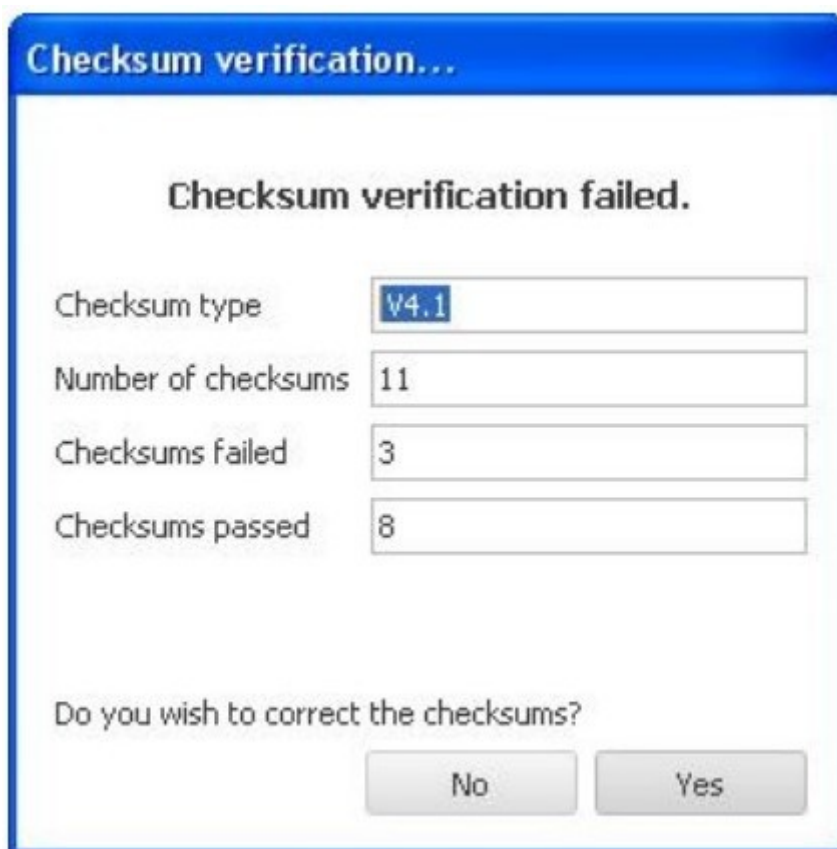 Checksum verification...
Checksum verification failed.
Checksum type V4.1
Number of checksums 11
Checksums failed 3
Checksums passed 8
Do you wish to correct the checksums?
No Yes